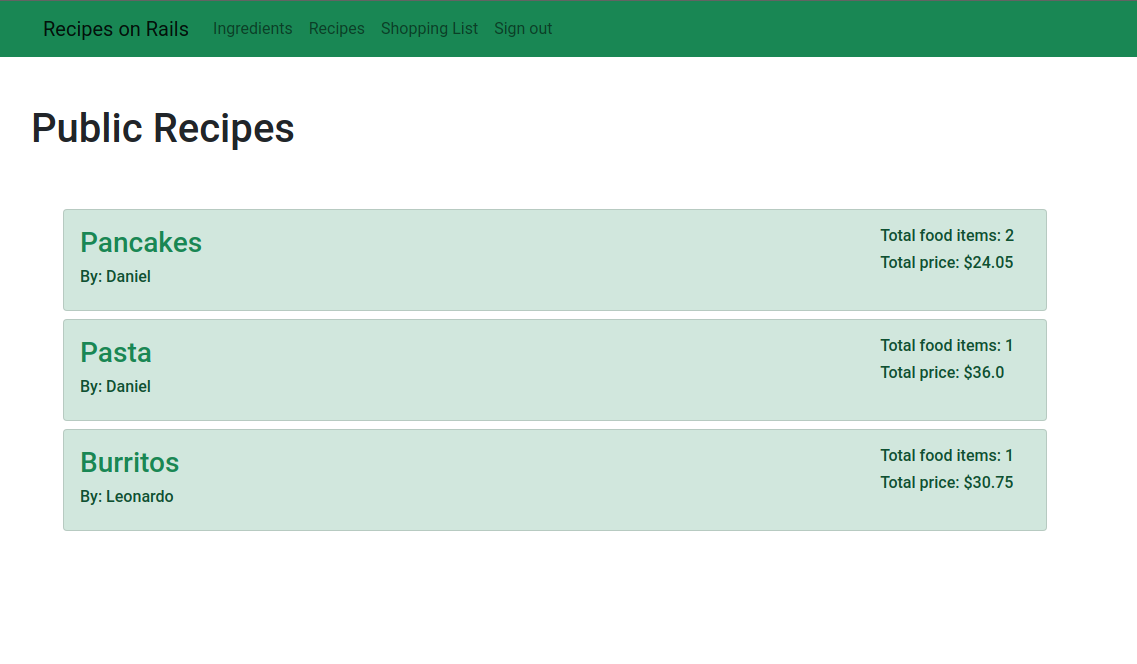 Recipes on Rails Ingredients Recipes Shopping List Sign out
Public Recipes
Pancakes
By: Daniel
Total food items: 2
Total price: $24.05
Pasta
By: Daniel
Total food items: 1
Total price: $36.0
Burritos
By: Leonardo
Total food items: 1
Total price: $30.75